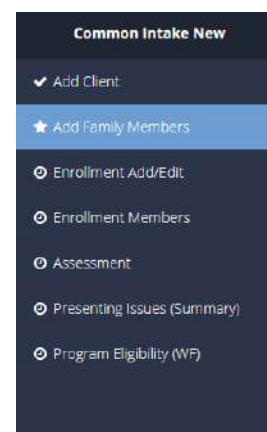 Common Intake New
Add Client
Add Family Members
Enrollment Add/Edit
Enrollment Members
Assessment
Presenting Issues (Summary)
Program Eligibility (WF)